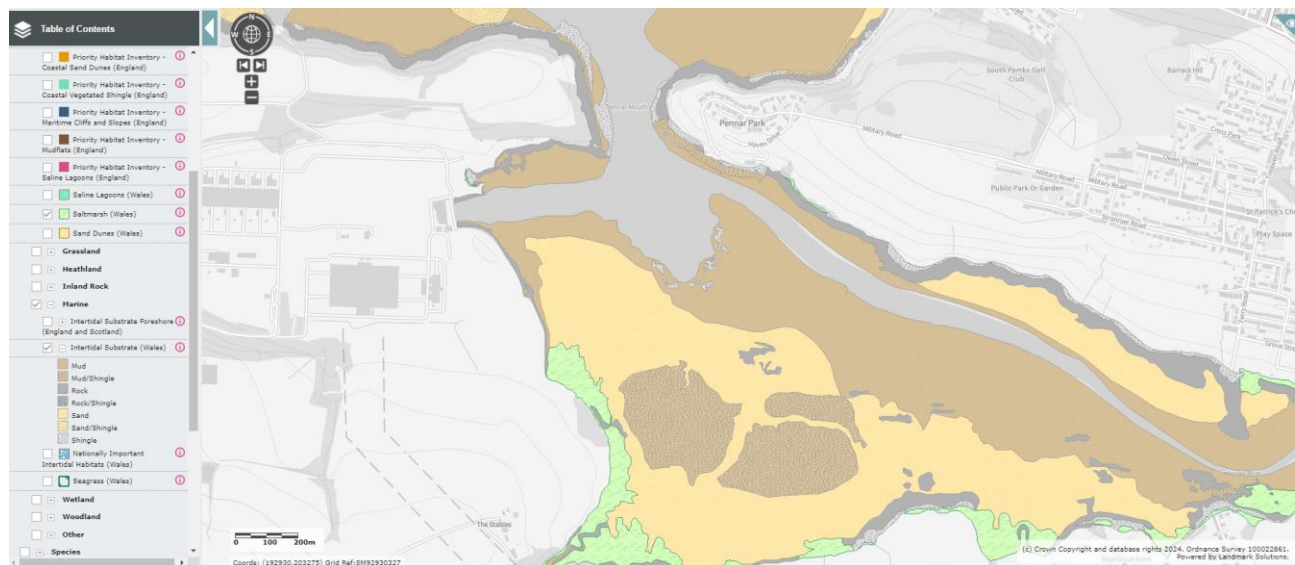 Table of Contents
Priority Habitat Inventory -
Coastal Sand Dunes (England)
Priority Habitat Inventory -
Coastal Vegetated Shingle (England)
Priority Habitat Inventory -
Maritime Cliffs and Slopes (England)
Priority Habitat Inventory -
Mudflats (England)
Priority Habitat Inventory -
Saline Lagoons (England)
Saline Lagoons (Wales)
Saltmarsh (Wales)
Sand Dunes (Wales)
Grassland
Heathland
Inland Rock
Marine
Intertidal Substrate Foreshore
(England and Scotland)
Intertidal Substrate (Wales)
Mud
Mud/Shingle
Rock
Rock/Shingle
Sand
Sand/Shingle
Shingle
Nationally Important
Intertidal Habitats (Wales)
Seagrass (Wales)
Wetland
Woodland
Other
Species
N
W
E
S
Pennar Mouth
Pennar Park
Haven Drive
South Pembs Golf
Club
Barrack Hill
Military Road
Cross Park
Owen Street
Military Road
Military Road
Public Park Or Garden
Stranraer Road
St Patrick's Ch
Play Space
Ferry Road
Grove Stre
The Stables
0 100 200m
Coords: (192930,203275) Grid Ref:SM92930327
(c) Crown Copyright and database rights 2024. Ordnance Survey 100022861.
Powered by Landmark Solutions.